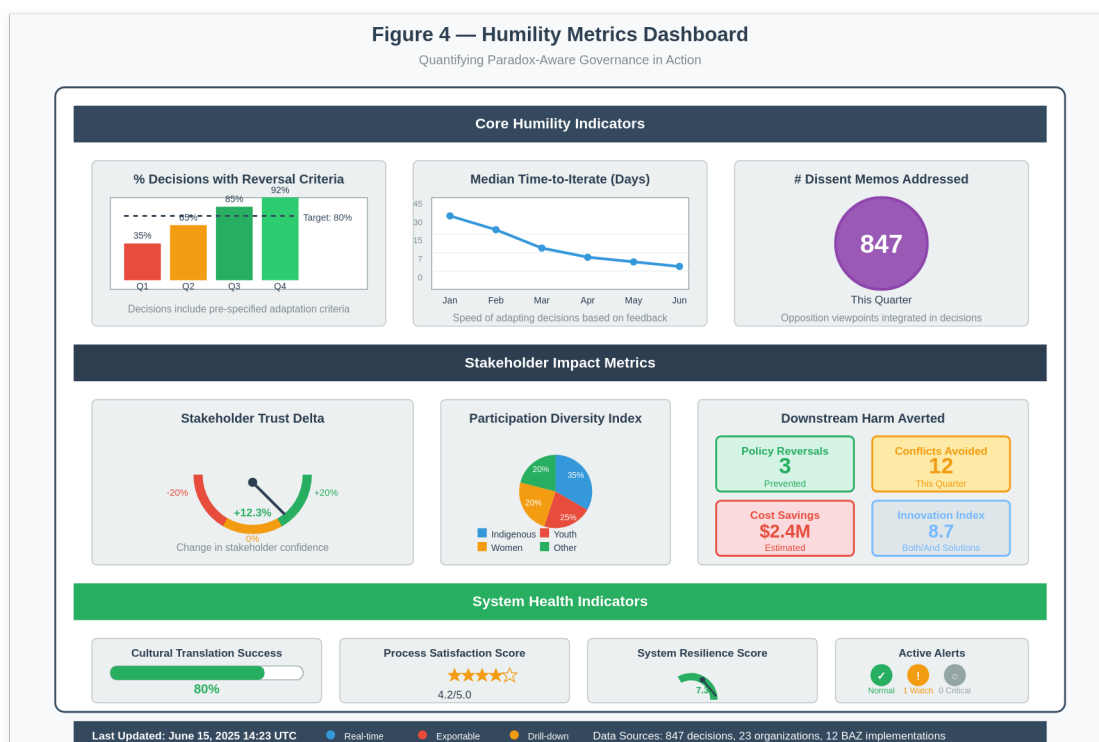 Figure 4 — Humility Metrics Dashboard
Quantifying Paradox-Aware Governance in Action
Core Humility Indicators
% Decisions with Reversal Criteria
35%
65%
85%
92%
Target: 80%
Q1
Q2
Q3
Q4
Decisions include pre-specified adaptation criteria
Median Time-to-Iterate (Days)
45
30
15
7
0
Jan
Feb
Mar
Apr
May
Jun
Speed of adapting decisions based on feedback
# Dissent Memos Addressed
847
This Quarter
Opposition viewpoints integrated in decisions
Stakeholder Impact Metrics
Stakeholder Trust Delta
-20%
+20%
+12.3%
0%
Change in stakeholder confidence
Participation Diversity Index
20%
35%
20%
25%
Indigenous
Youth
Women
Other
Downstream Harm Averted
Policy Reversals
3
Prevented
Conflicts Avoided
12
This Quarter
Cost Savings
$2.4M
Estimated
Innovation Index
8.7
Both/And Solutions
System Health Indicators
Cultural Translation Success
80%
Process Satisfaction Score
4.2/5.0
System Resilience Score
7.3
Active Alerts
Normal
1 Watch
0 Critical
Last Updated: June 15, 2025 14:23 UTC
Real-time
Exportable
Drill-down
Data Sources: 847 decisions, 23 organizations, 12 BAZ implementations